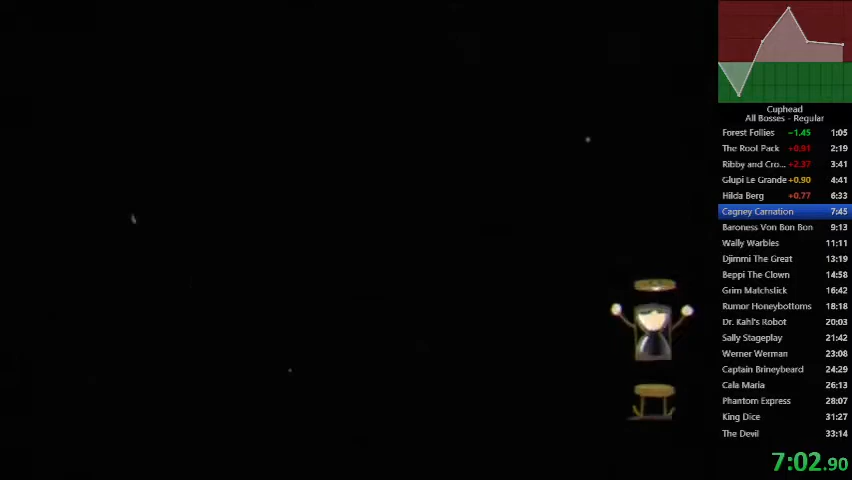 Cuphead
All Bosses - Regular
Forest Follies −1.45 1:05
The Root Pack +0.91 2:19
Ribby and Cro... +2.37 3:41
Glupi Le Grande +0.90 4:41
Hilda Berg +0.77 6:33
Cagney Carnation 7:45
Baroness Von Bon Bon 9:13
Wally Warbles 11:11
Djimmi The Great 13:19
Beppi The Clown 14:58
Grim Matchslick 16:42
Rumor Honeybottoms 18:18
Dr. Kahl's Robot 20:03
Sally Stageplay 21:42
Werner Werman 23:08
Captain Brineybeard 24:29
Cala Maria 26:13
Phantom Express 28:07
King Dice 31:27
The Devil 33:14
7:02.90